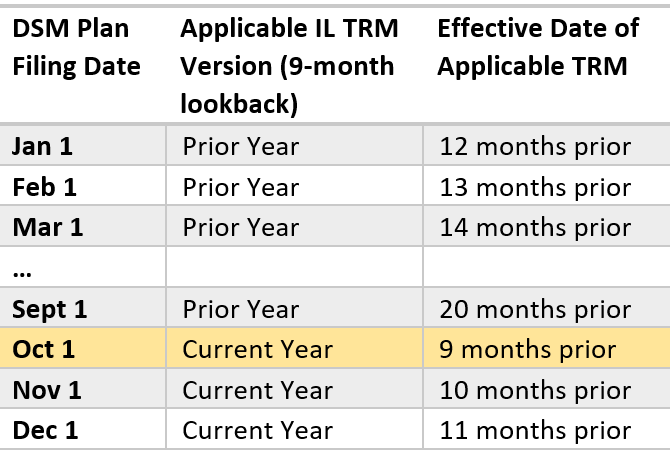 DSM Plan Filing Date | Applicable IL TRM Version (9-month lookback) | Effective Date of Applicable TRM
Jan 1 | Prior Year | 12 months prior
Feb 1 | Prior Year | 13 months prior
Mar 1 | Prior Year | 14 months prior
...
Sept 1 | Prior Year | 20 months prior
Oct 1 | Current Year | 9 months prior
Nov 1 | Current Year | 10 months prior
Dec 1 | Current Year | 11 months prior